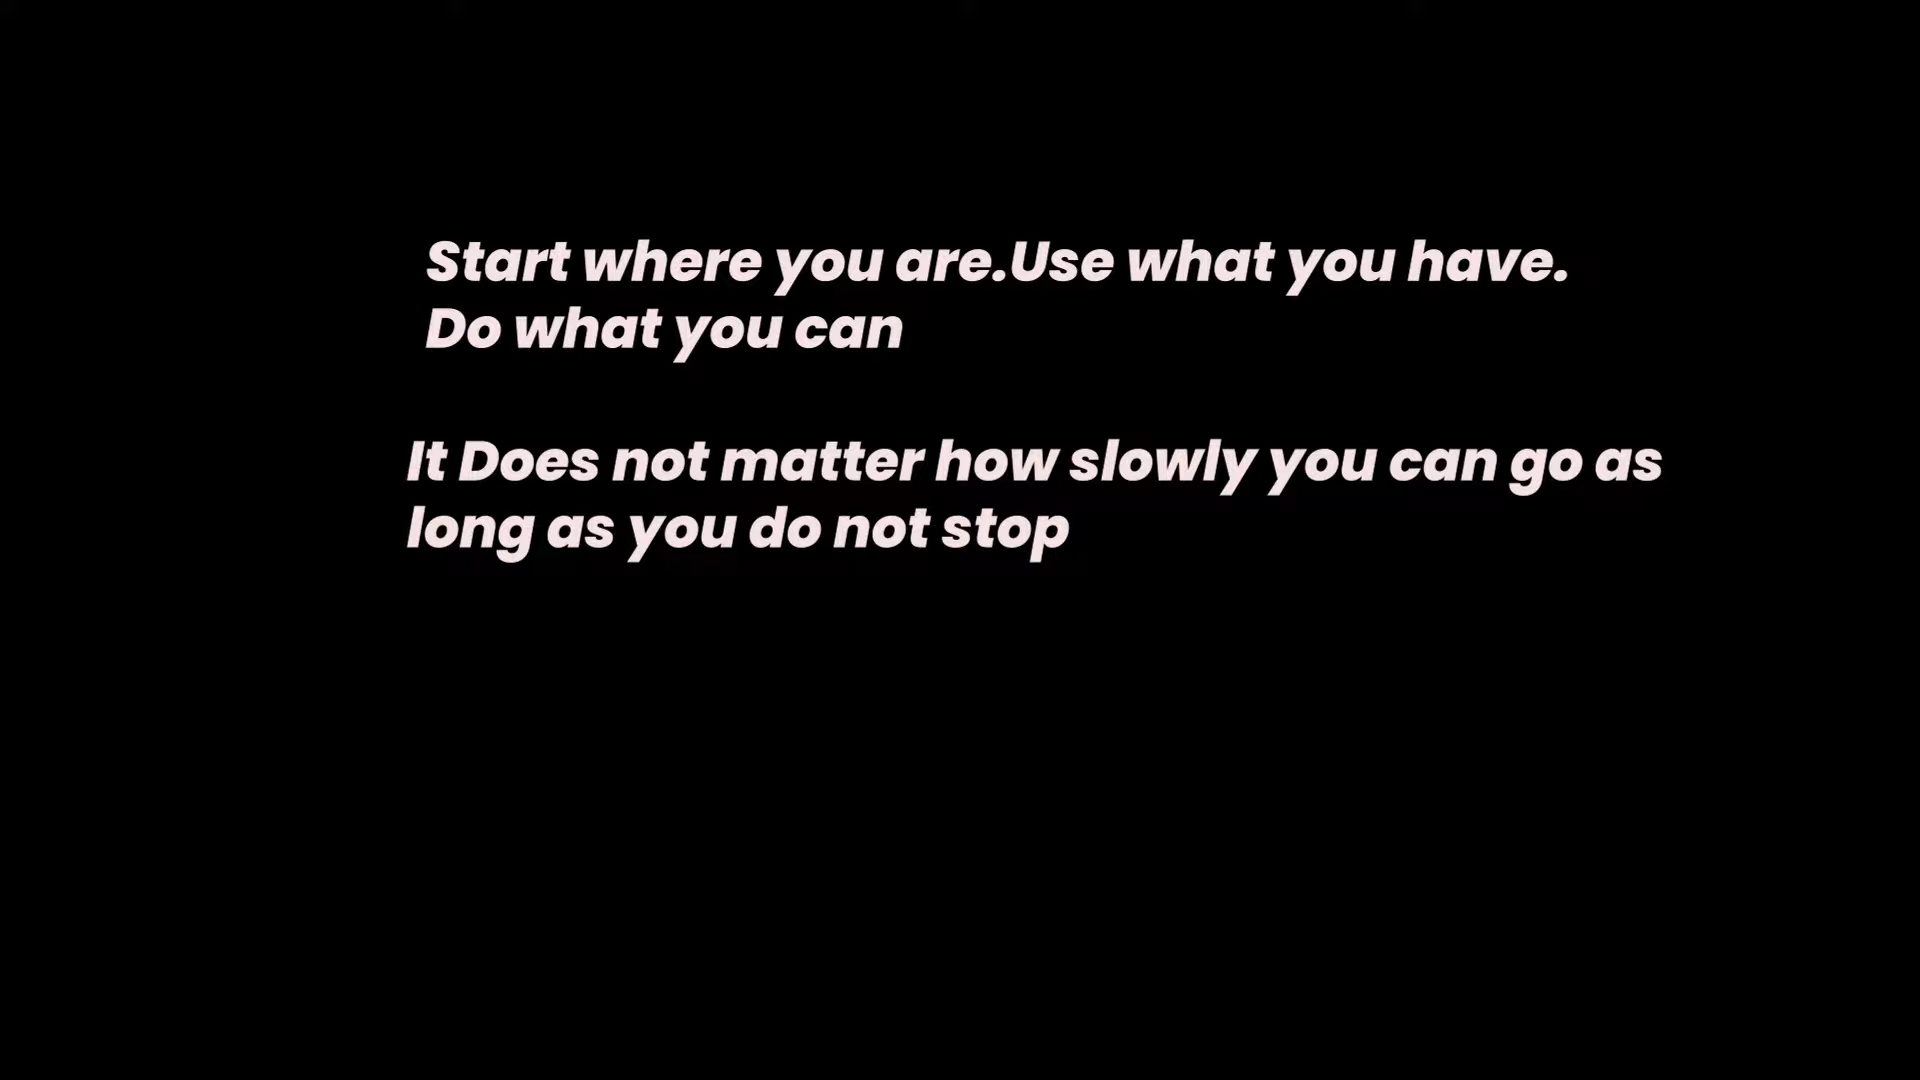 Start where you are.Use what you have.
Do what you can
It Does not matter how slowly you can go as
long as you do not stop